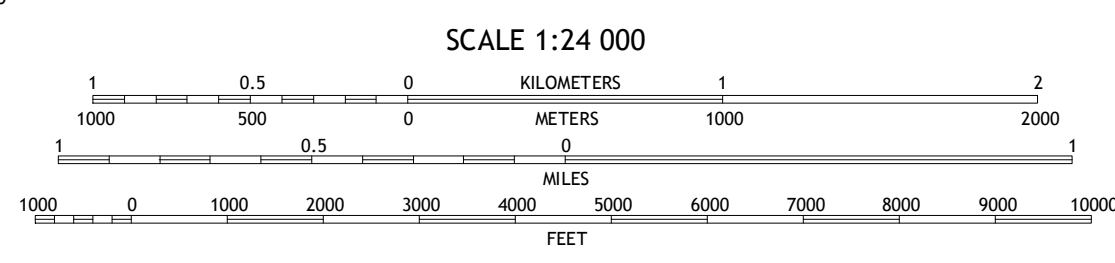 SCALE 1:24 000
1 0.5 0 KILOMETERS 1 2
1000 500 0 METERS 1000 2000
1 0.5 0 1
MILES
1000 0 1000 2000 3000 4000 5000 6000 7000 8000 9000 10000
FEET